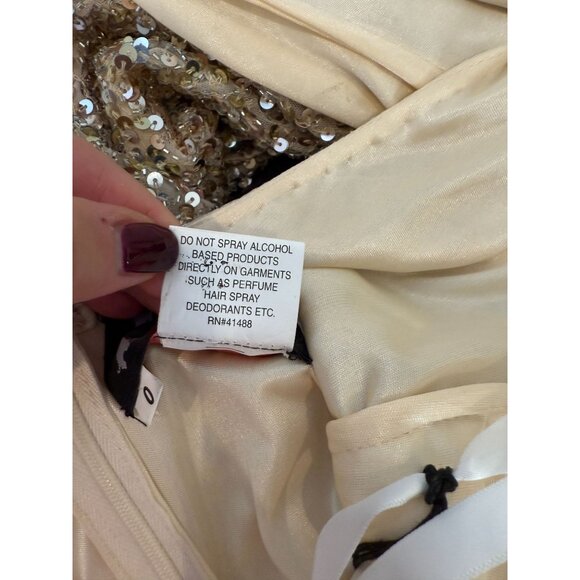 DO NOT SPRAY ALCOHOL
BASED PRODUCTS
DIRECTLY ON GARMENTS
SUCH AS PERFUME
HAIR SPRAY
DEODORANTS ETC.
RN#41488
0